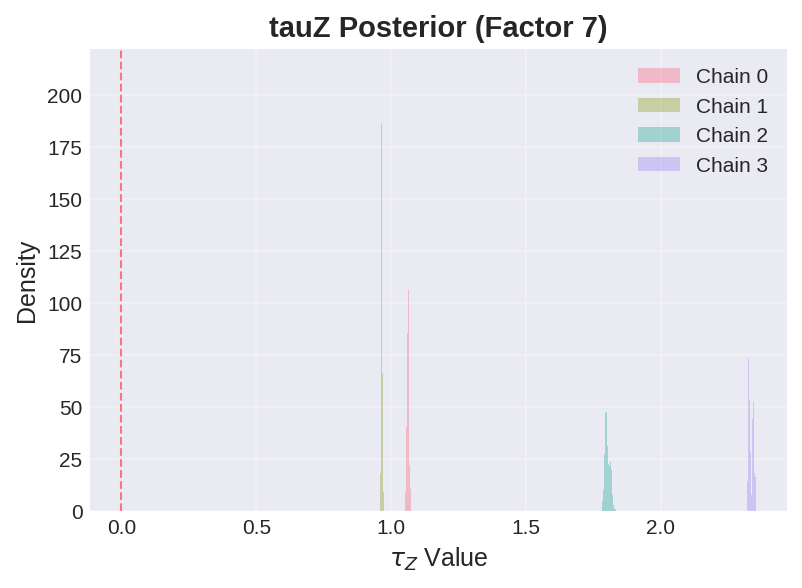 tauZ Posterior (Factor 7)
Chain 0
Chain 1
Chain 2
Chain 3
200
175
150
125
100
75
50
25
0
Density
0.0 0.5 1.0 1.5 2.0
τ_Z Value